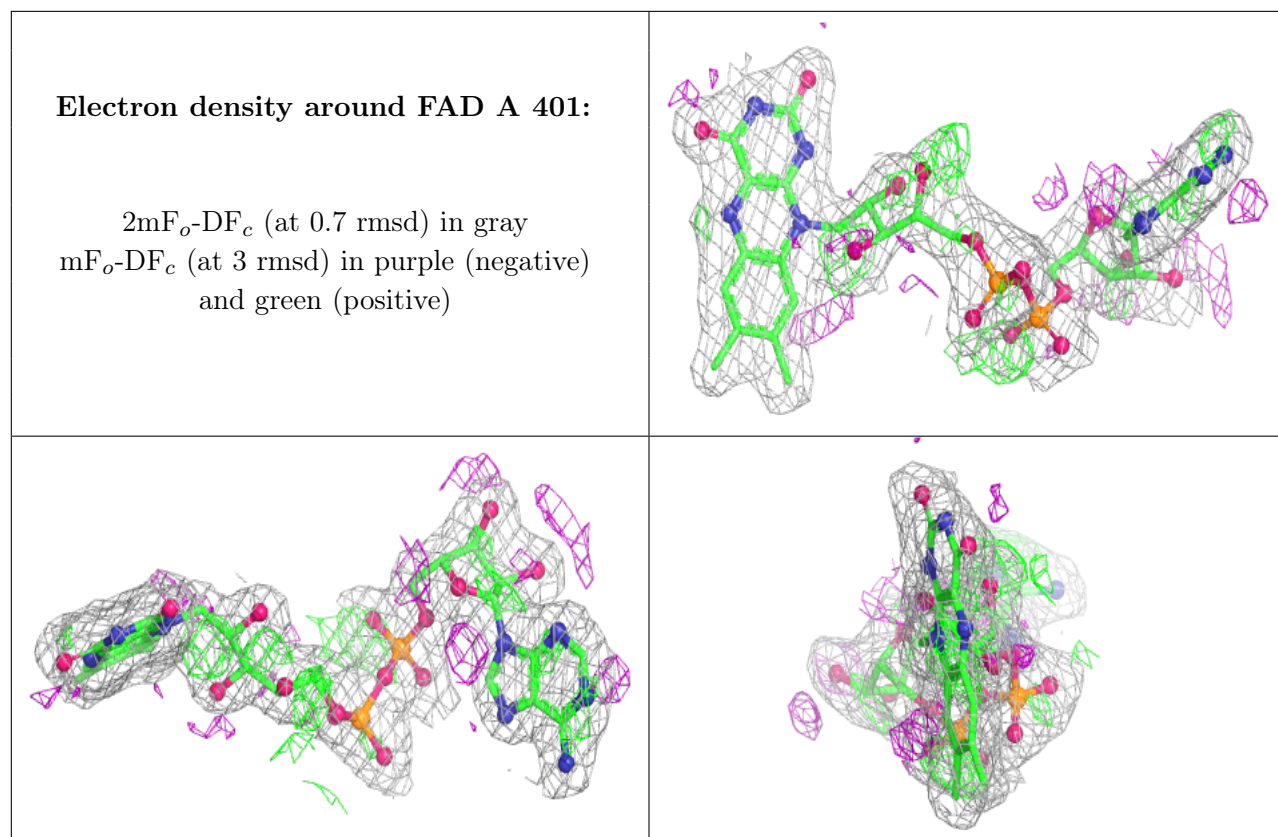 Electron density around FAD A 401:
2mFo-DFc (at 0.7 rmsd) in gray
mFo-DFc (at 3 rmsd) in purple (negative)
and green (positive)